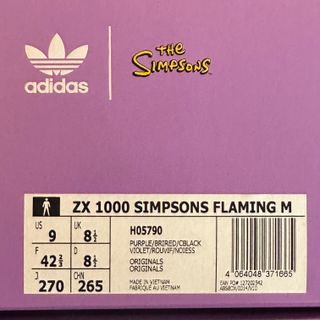 adidas
THE SIMPSONS
ZX 1000 SIMPSONS FLAMING M
US UK
9 8½
F D
42⅔ 8½
J CHN
270 265
H05790
PURPLE/BRIRED/CBLACK
VIOLET/ROUVIF/NOIESS
ORIGINALS
ORIGINALS
MADE IN VIETNAM
FABRIQUE AU VIETNAM
4 064048 371665